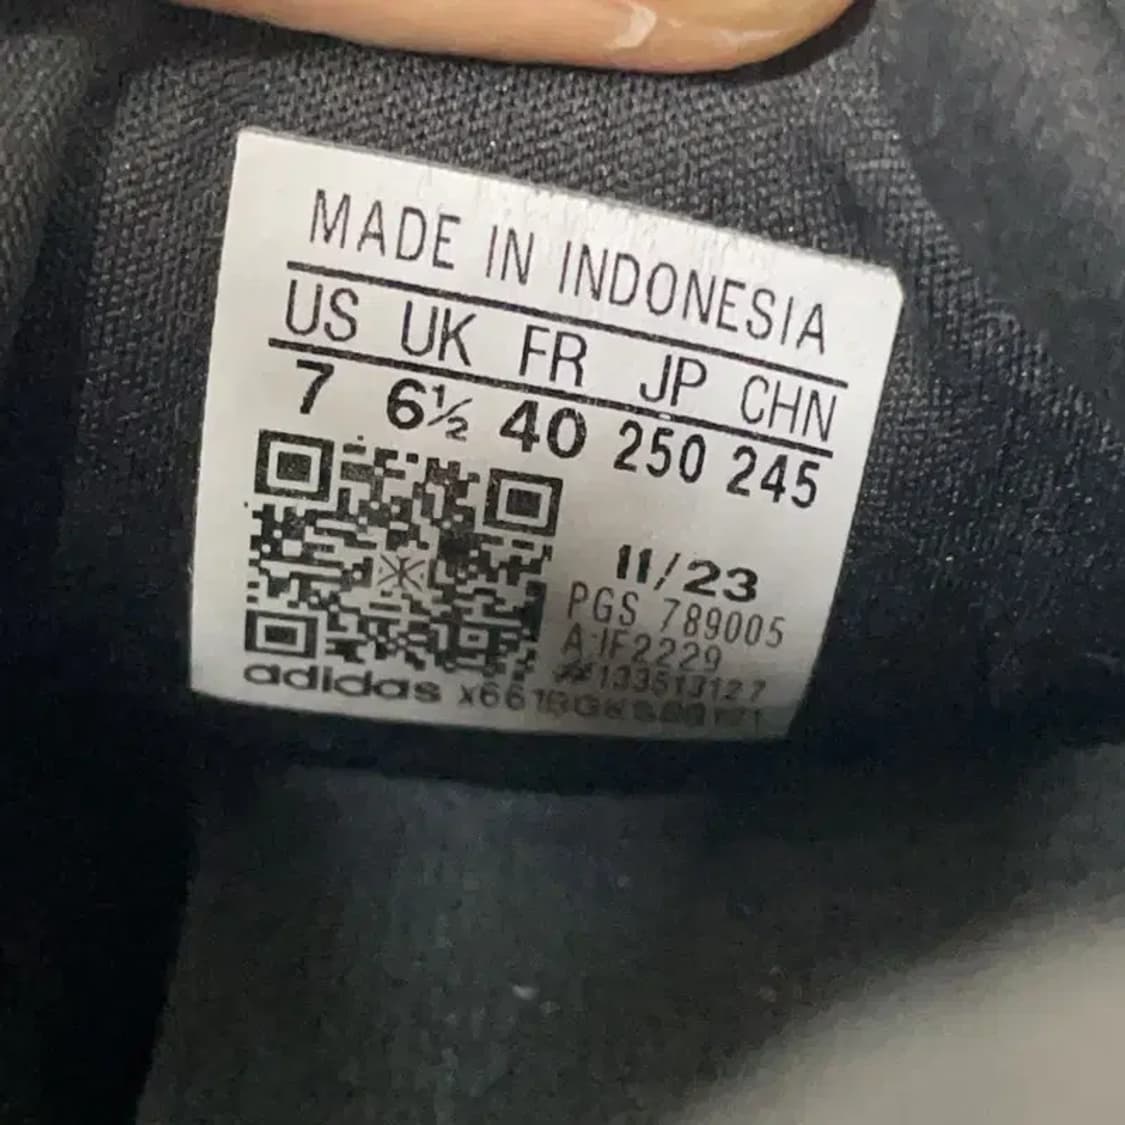 MADE IN INDONESIA
US UK FR JP CHN
7 6½ 40 250 245
11/23
PGS 789005
A:IF2229
#133513127
adidas